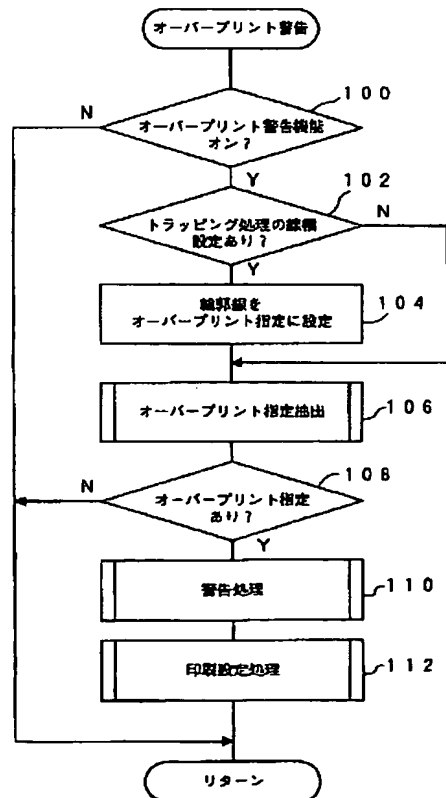 オーバープリント警告
100
N
オーバープリント警告機能
オン?
Y
102
トラッピング処理の線幅
設定あり?
N
Y
輪郭線を
オーバープリント指定に設定
104
オーバープリント指定抽出
106
108
N
オーバープリント指定
あり?
Y
警告処理
110
印刷設定処理
112
リターン